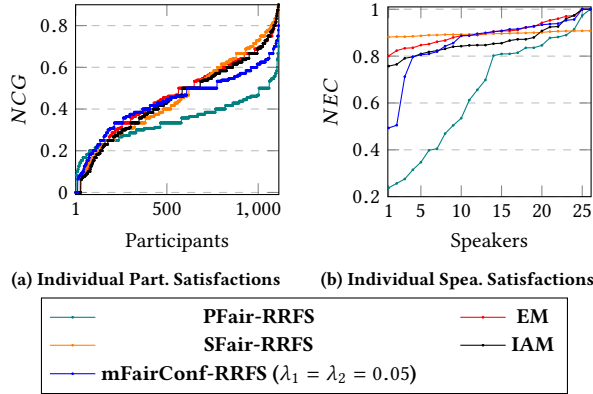 NCG
0.8
0.6
0.4
0.2
0
1 500 1,000
Participants
(a) Individual Part. Satisfactions
NEC
1
0.8
0.6
0.4
0.2
1 5 10 15 20 25
Speakers
(b) Individual Spea. Satisfactions
PFair-RRFS EM
SFair-RRFS IAM
mFairConf-RRFS (λ₁ = λ₂ = 0.05)